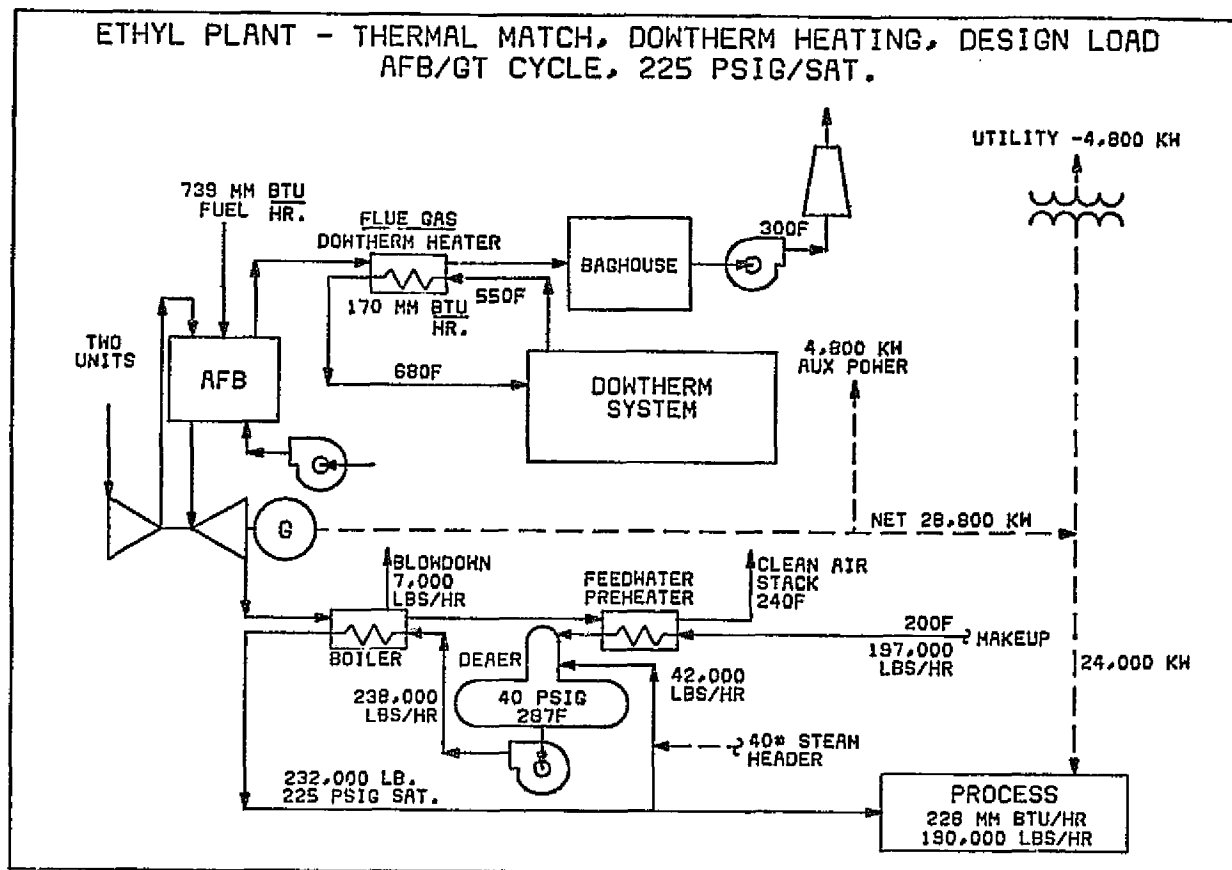 ETHYL PLANT - THERMAL MATCH, DOWTHERM HEATING, DESIGN LOAD
AFB/GT CYCLE, 225 PSIG/SAT.
UTILITY -4,800 KW
739 MM BTU
FUEL HR.
FLUE GAS
DOWTHERM HEATER
300F
BAGHOUSE
550F
170 MM BTU
HR.
TWO
UNITS
AFB
680F
DOWTHERM
SYSTEM
4,800 KW
AUX POWER
G
NET 28,800 KW
BLOWDOWN
7,000
LBS/HR
FEEDWATER
PREHEATER
CLEAN AIR
STACK
240F
200F
MAKEUP
197,000
LBS/HR
BOILER
DEAER
42,000
LBS/HR
24,000 KW
238,000
LBS/HR
40 PSIG
287F
40# STEAM
HEADER
232,000 LB.
225 PSIG SAT.
PROCESS
228 MM BTU/HR
190,000 LBS/HR